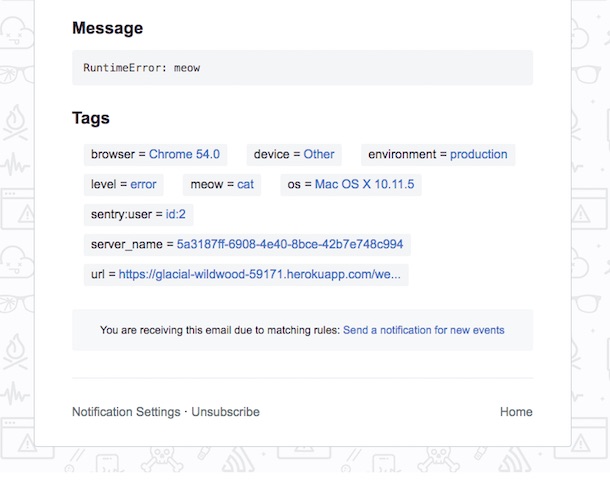 Message
RuntimeError: meow
Tags
browser = Chrome 54.0 device = Other environment = production
level = error meow = cat os = Mac OS X 10.11.5
sentry:user = id:2
server_name = 5a3187ff-6908-4e40-8bce-42b7e748c994
url = https://glacial-wildwood-59171.herokuapp.com/we...
You are receiving this email due to matching rules: Send a notification for new events
Notification Settings · Unsubscribe Home